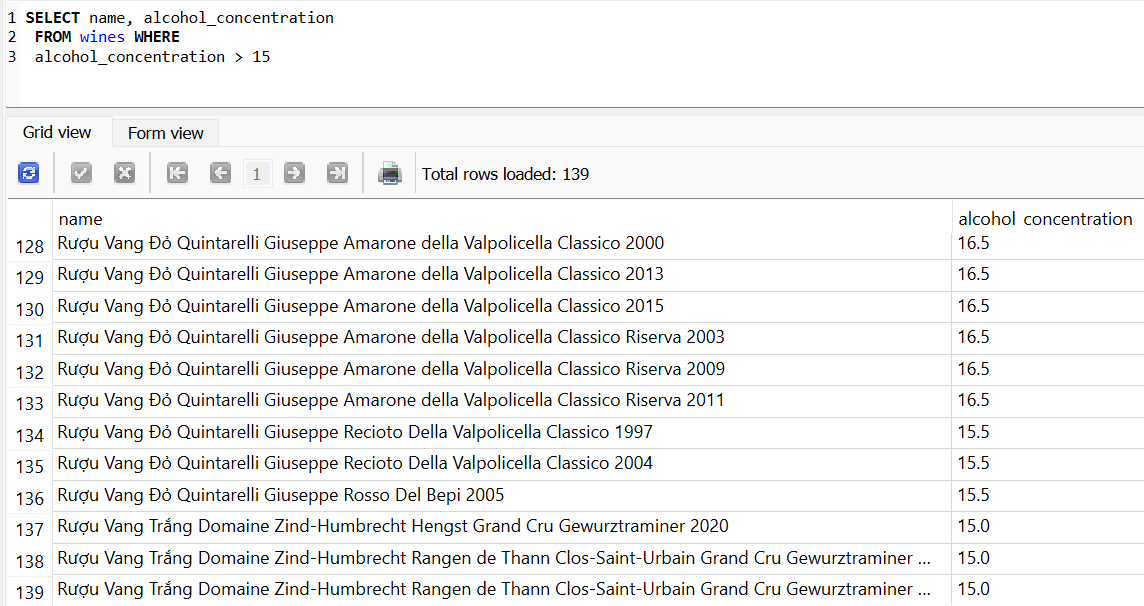 1 SELECT name, alcohol_concentration
2 FROM wines WHERE
3 alcohol_concentration > 15
Grid view Form view
1 Total rows loaded: 139
name alcohol concentration
128 Rượu Vang Đỏ Quintarelli Giuseppe Amarone della Valpolicella Classico 2000 16.5
129 Rượu Vang Đỏ Quintarelli Giuseppe Amarone della Valpolicella Classico 2013 16.5
130 Rượu Vang Đỏ Quintarelli Giuseppe Amarone della Valpolicella Classico 2015 16.5
131 Rượu Vang Đỏ Quintarelli Giuseppe Amarone della Valpolicella Classico Riserva 2003 16.5
132 Rượu Vang Đỏ Quintarelli Giuseppe Amarone della Valpolicella Classico Riserva 2009 16.5
133 Rượu Vang Đỏ Quintarelli Giuseppe Amarone della Valpolicella Classico Riserva 2011 16.5
134 Rượu Vang Đỏ Quintarelli Giuseppe Recioto Della Valpolicella Classico 1997 15.5
135 Rượu Vang Đỏ Quintarelli Giuseppe Recioto Della Valpolicella Classico 2004 15.5
136 Rượu Vang Đỏ Quintarelli Giuseppe Rosso Del Bepi 2005 15.5
137 Rượu Vang Trắng Domaine Zind-Humbrecht Hengst Grand Cru Gewurztraminer 2020 15.0
138 Rượu Vang Trắng Domaine Zind-Humbrecht Rangen de Thann Clos-Saint-Urbain Grand Cru Gewurztraminer ... 15.0
139 Rượu Vang Trắng Domaine Zind-Humbrecht Rangen de Thann Clos-Saint-Urbain Grand Cru Gewurztraminer ... 15.0